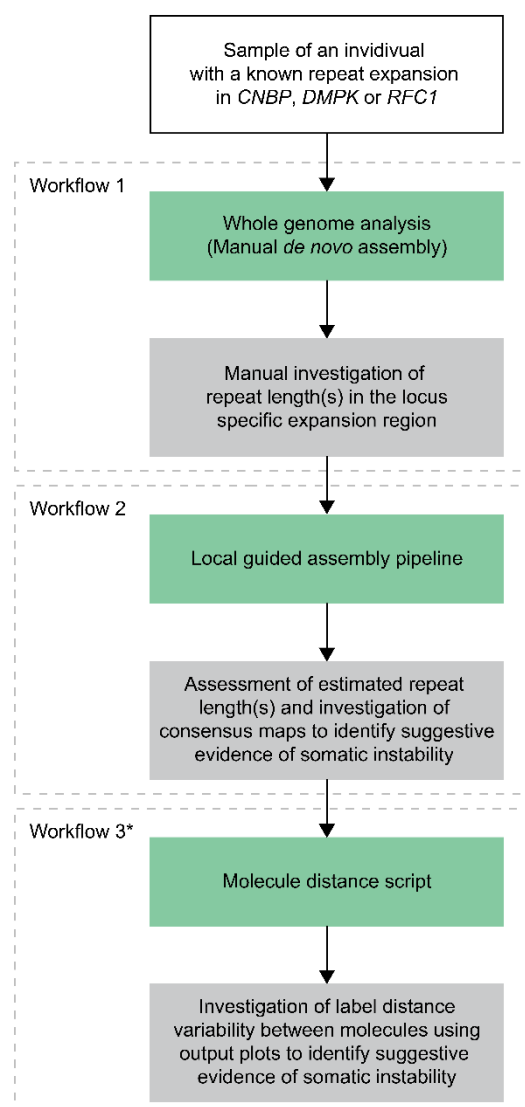 Sample of an invidivual
with a known repeat expansion
in CNBP, DMPK or RFC1
Workflow 1
Whole genome analysis
(Manual de novo assembly)
Manual investigation of
repeat length(s) in the locus
specific expansion region
Workflow 2
Local guided assembly pipeline
Assessment of estimated repeat
length(s) and investigation of
consensus maps to identify suggestive
evidence of somatic instability
Workflow 3*
Molecule distance script
Investigation of label distance
variability between molecules using
output plots to identify suggestive
evidence of somatic instability